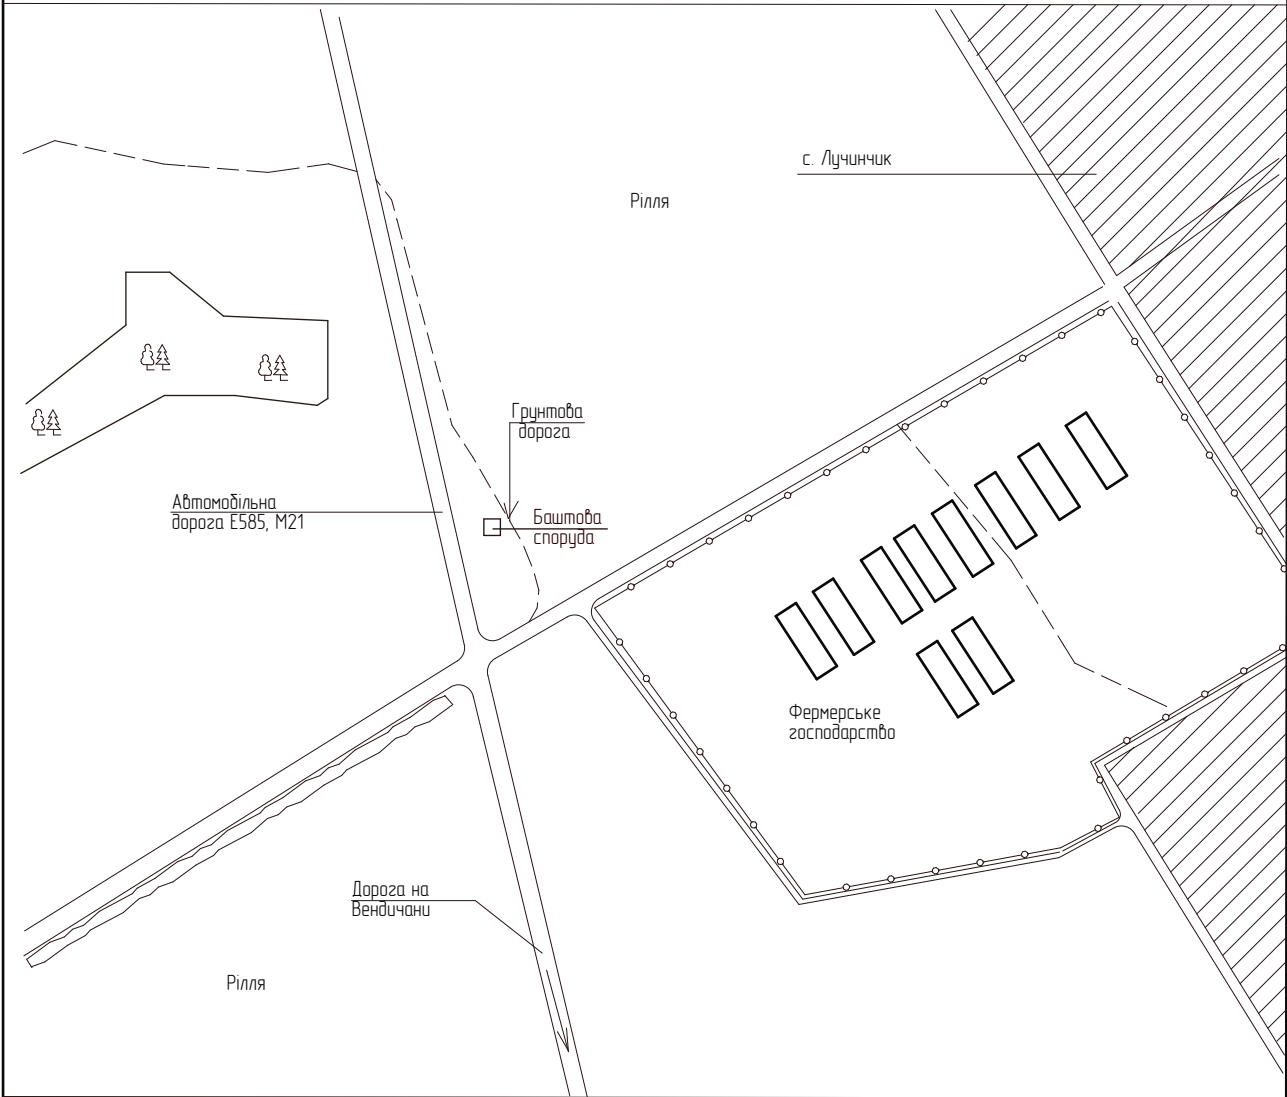 с. Лучинчик
Рілля
Грунтова
дорога
Автомобільна
дорога Е585, М21
Баштова
споруда
Фермерське
господарство
Дорога на
Вендичани
Рілля